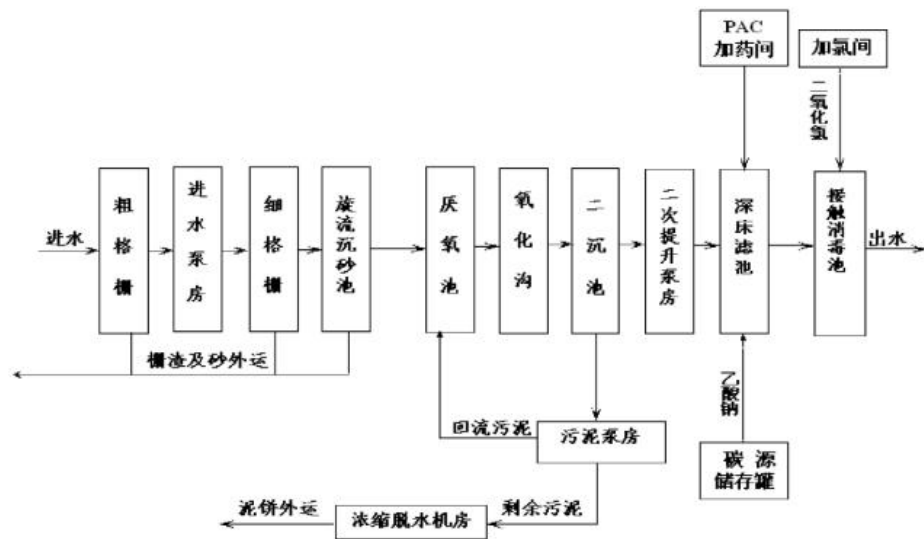 PAC
加药间
加氯间
二氧化氯
进水
粗格栅
进水泵房
细格栅
旋流沉砂池
厌氧池
氧化沟
二沉池
二次提升泵房
深床滤池
接触消毒池
出水
栅渣及砂外运
乙酸钠
回流污泥
污泥泵房
碳 源
储存罐
泥饼外运
浓缩脱水机房
剩余污泥